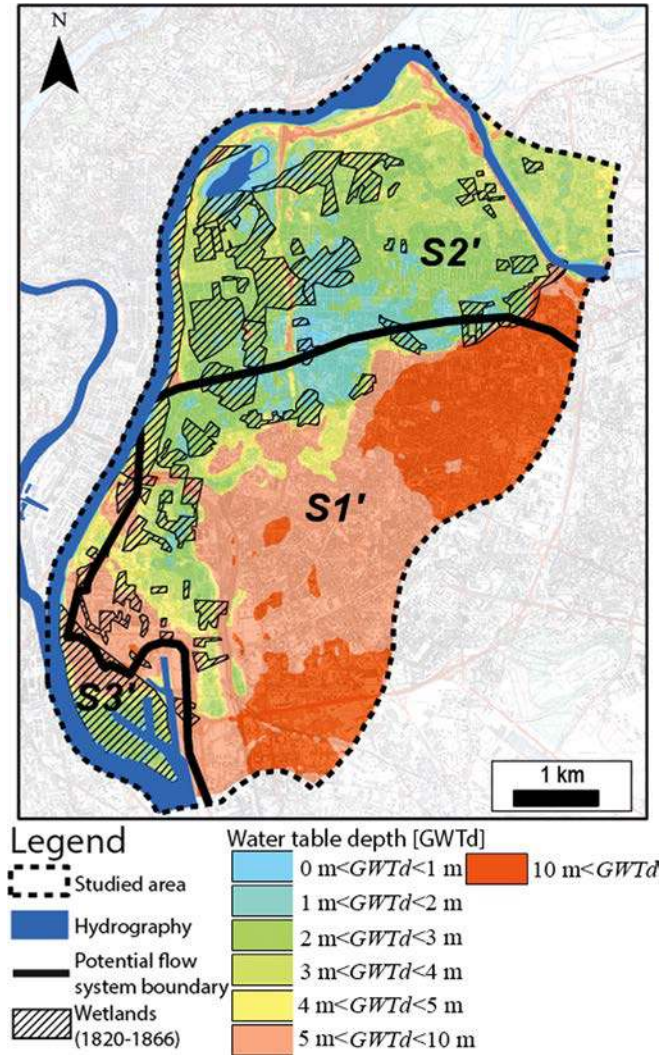 N
S2'
S1'
S3'
1 km
Legend
Studied area
Hydrography
Potential flow
system boundary
Wetlands
(1820-1866)
Water table depth [GWTd]
0 m<GWTd<1 m
1 m<GWTd<2 m
2 m<GWTd<3 m
3 m<GWTd<4 m
4 m<GWTd<5 m
5 m<GWTd<10 m
10 m<GWTd